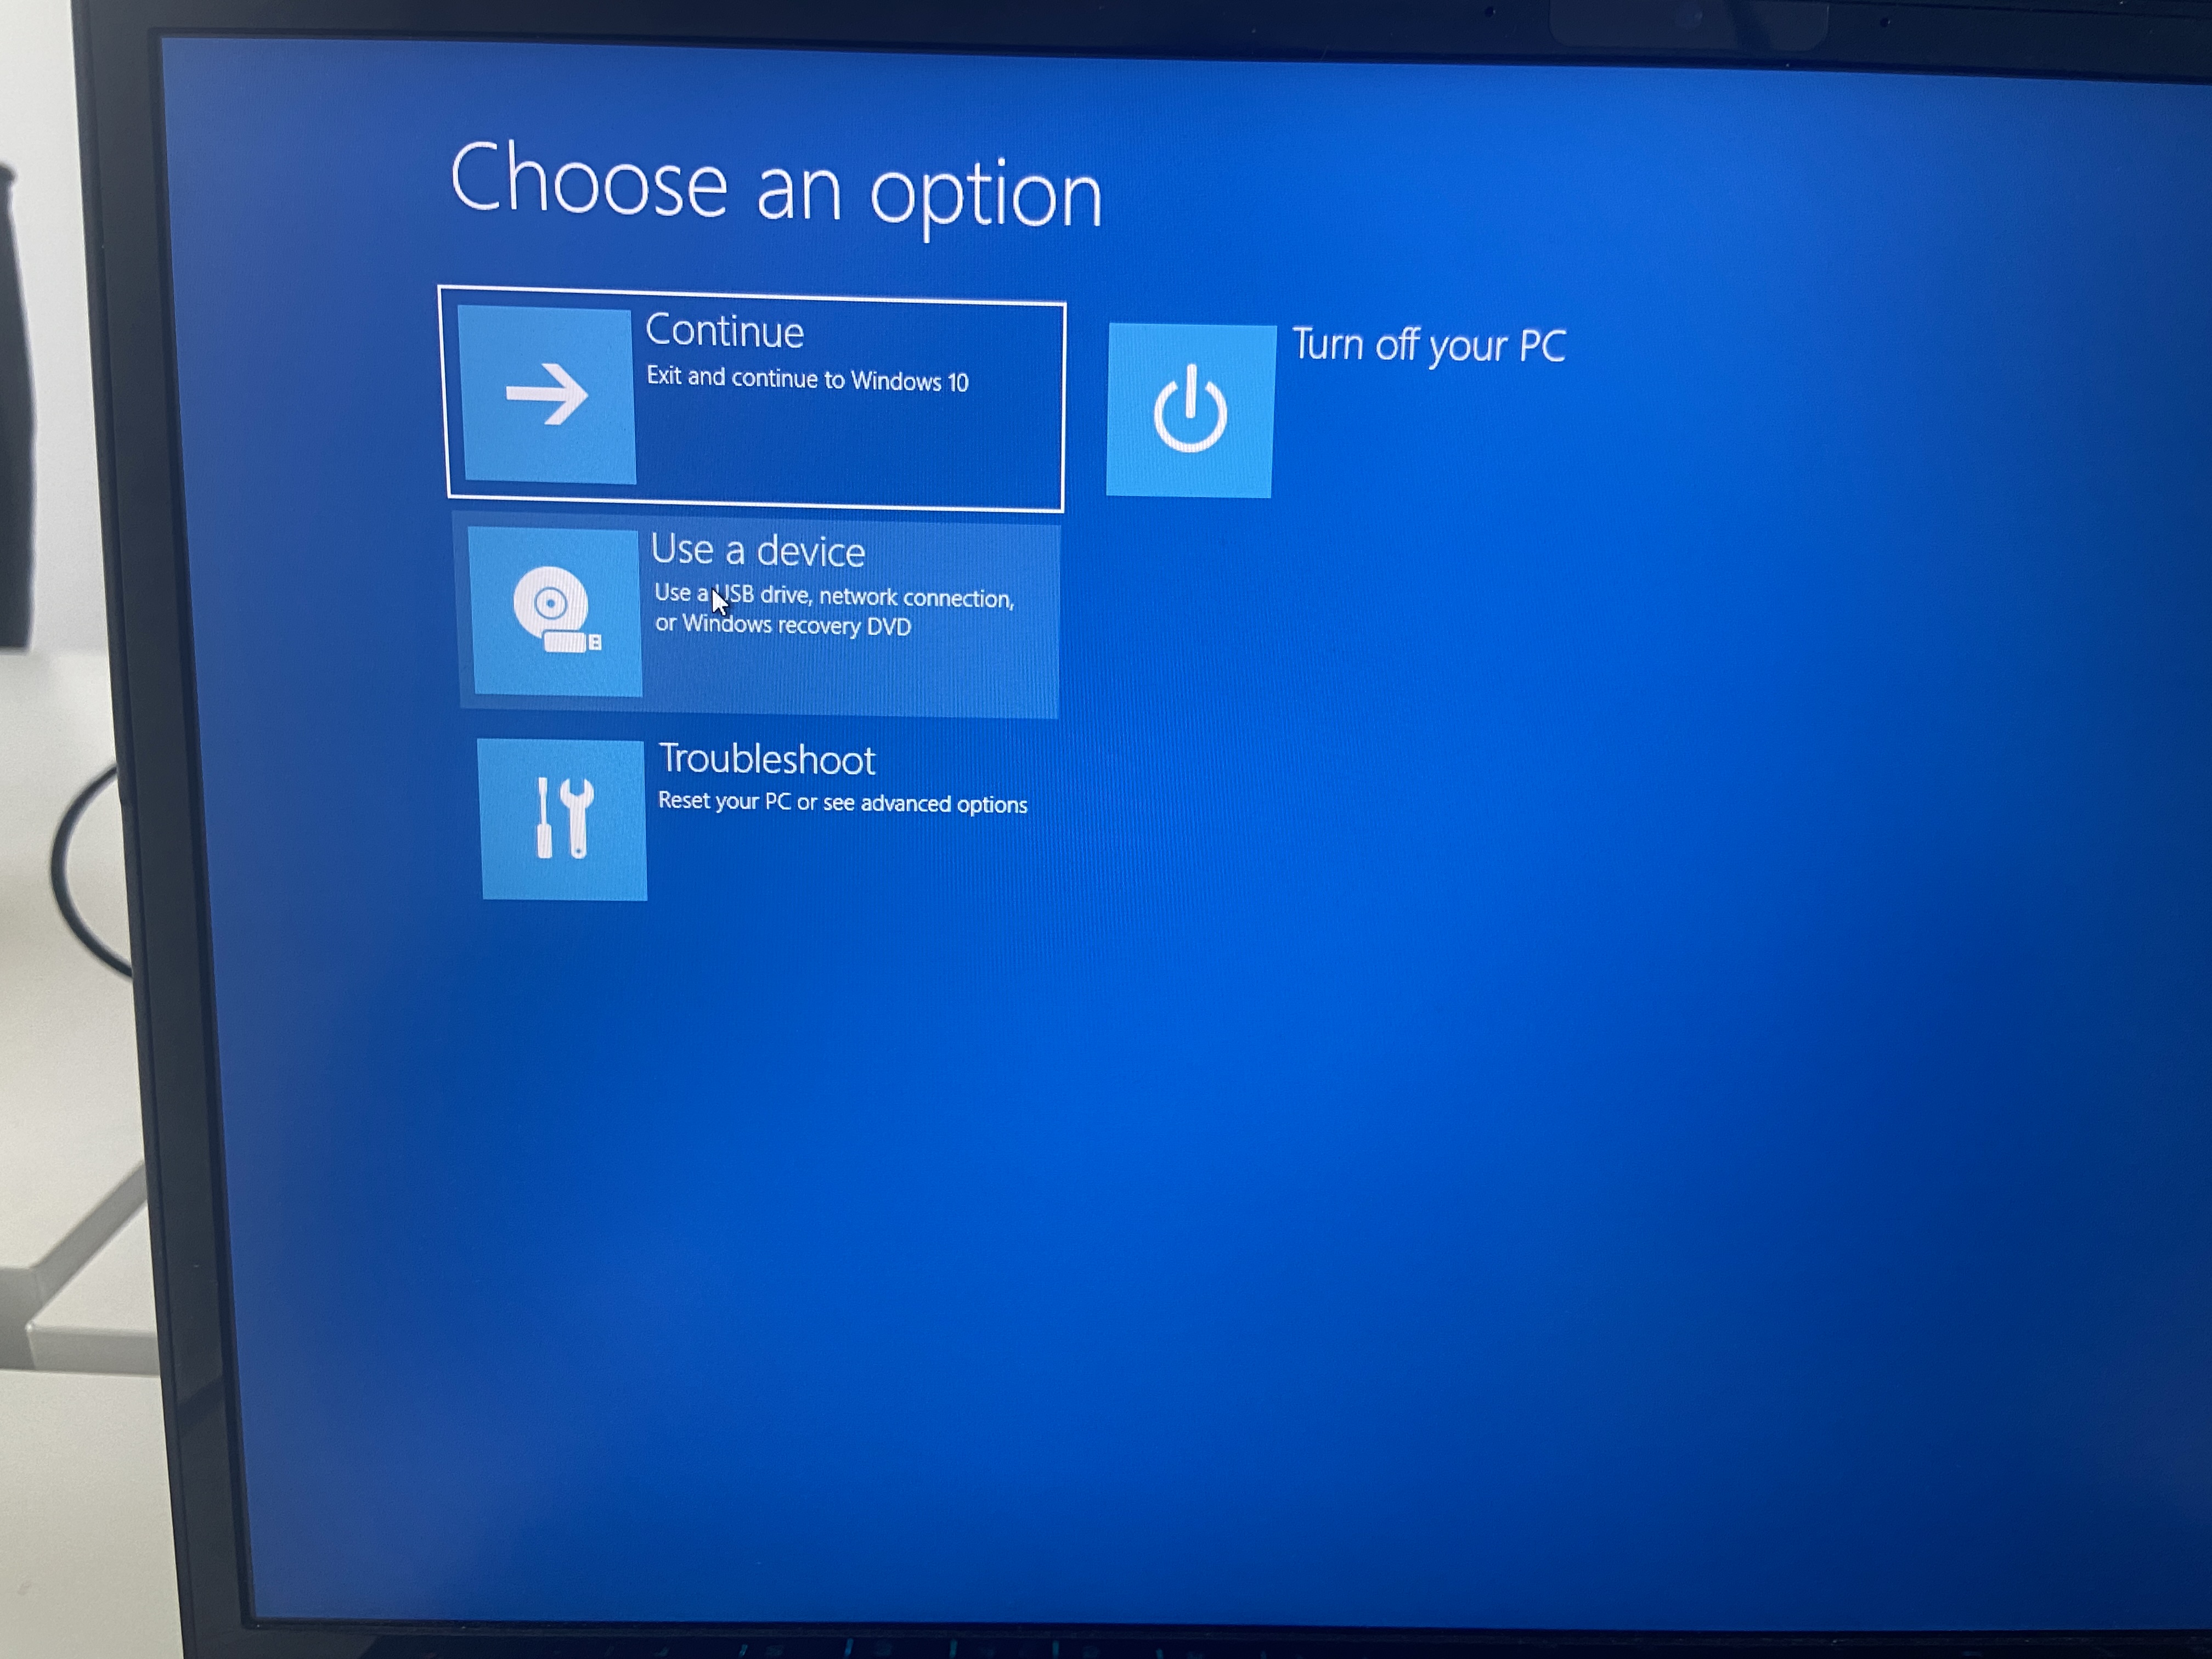 Choose an option
Continue
Exit and continue to Windows 10
Turn off your PC
Use a device
Use a USB drive, network connection,
or Windows recovery DVD
Troubleshoot
Reset your PC or see advanced options